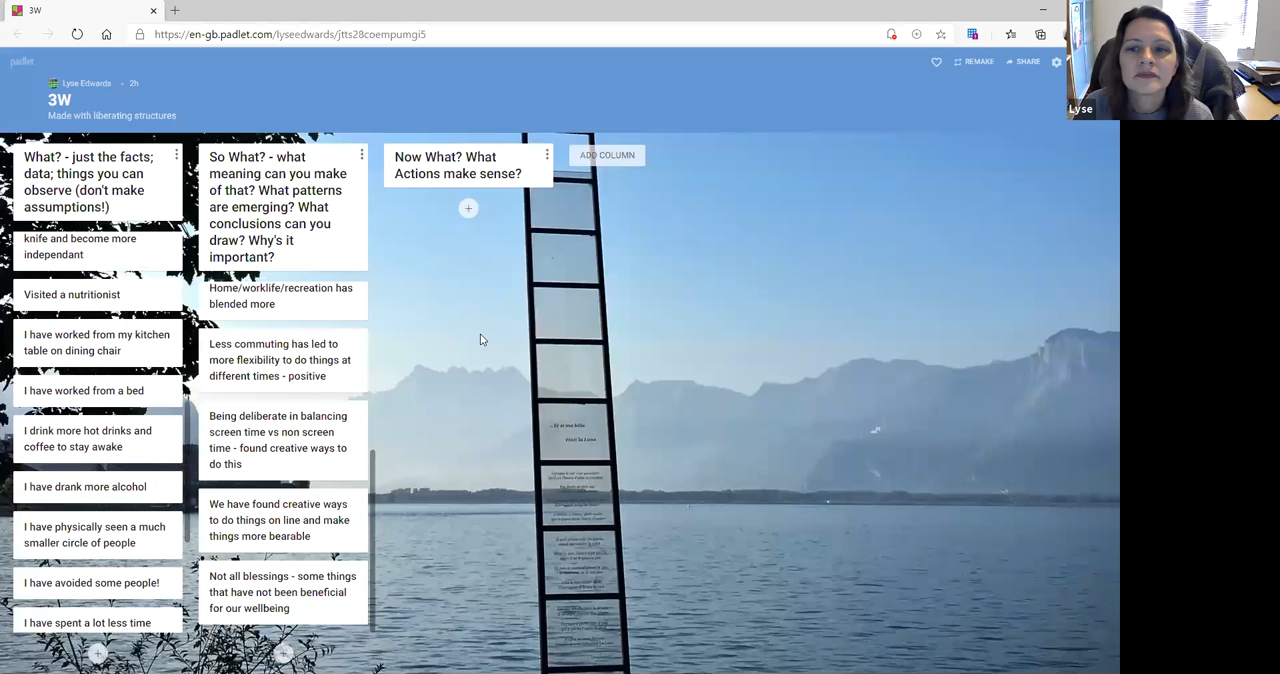 3W
https://en-gb.padlet.com/lyseedwards/jtts28coempumgi5
padlet
REMAKE
SHARE
Lyse Edwards
2h
3W
Made with liberating structures
Lyse
What? - just the facts;
data; things you can
observe (don't make
assumptions!)
knife and become more
independant
Visited a nutritionist
I have worked from my kitchen
table on dining chair
I have worked from a bed
I drink more hot drinks and
coffee to stay awake
I have drank more alcohol
I have physically seen a much
smaller circle of people
I have avoided some people!
I have spent a lot less time
So What? - what
meaning can you make
of that? What patterns
are emerging? What
conclusions can you
draw? Why's it
important?
Home/worklife/recreation has
blended more
Less commuting has led to
more flexibility to do things at
different times - positive
Being deliberate in balancing
screen time vs non screen
time - found creative ways to
do this
We have found creative ways
to do things on line and make
things more bearable
Not all blessings - some things
that have not been beneficial
for our wellbeing
Now What? What
Actions make sense?
ADD COLUMN